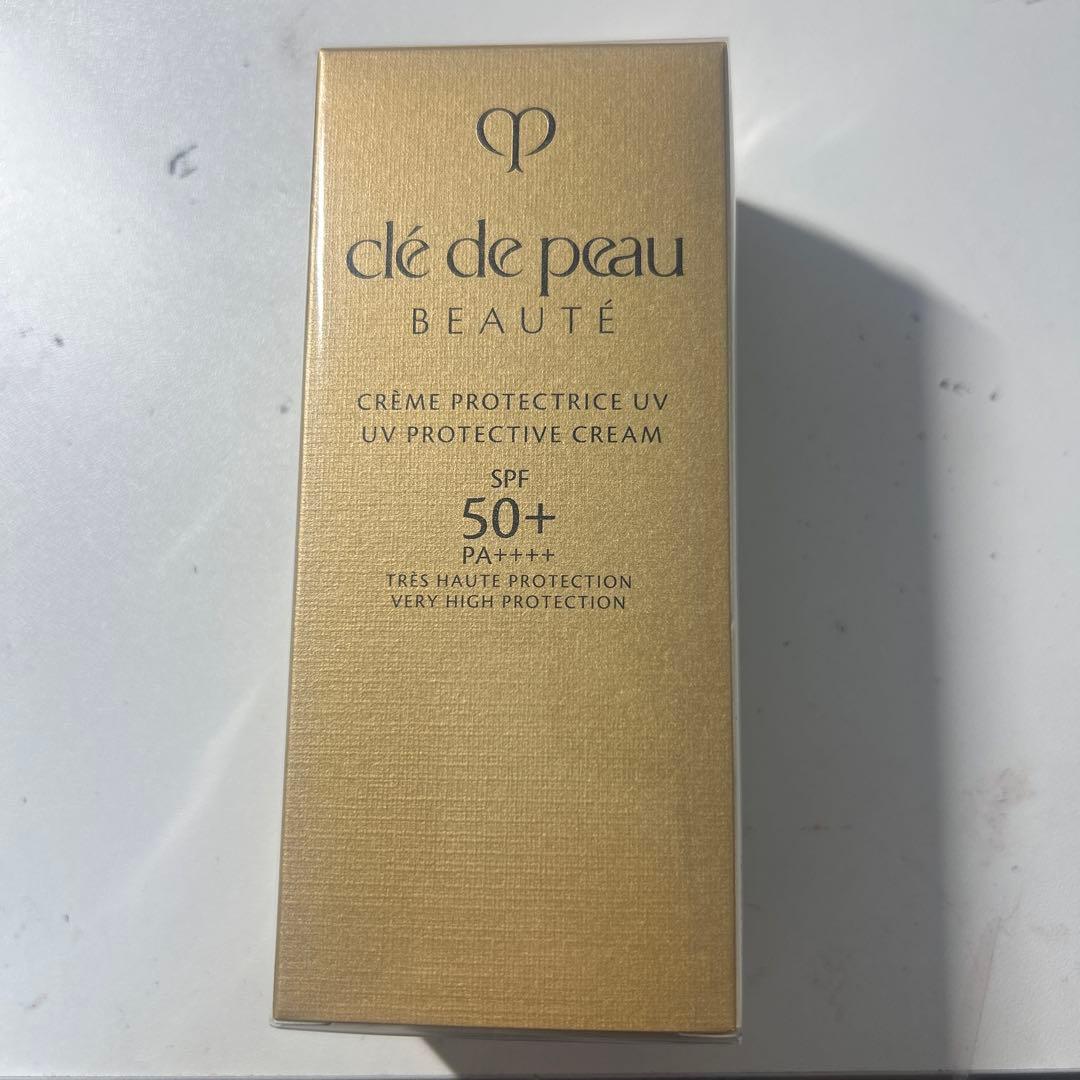 clé de peau
BEAUTÉ
CRÈME PROTECTRICE UV
UV PROTECTIVE CREAM
SPF
50+
PA++++
TRÈS HAUTE PROTECTION
VERY HIGH PROTECTION